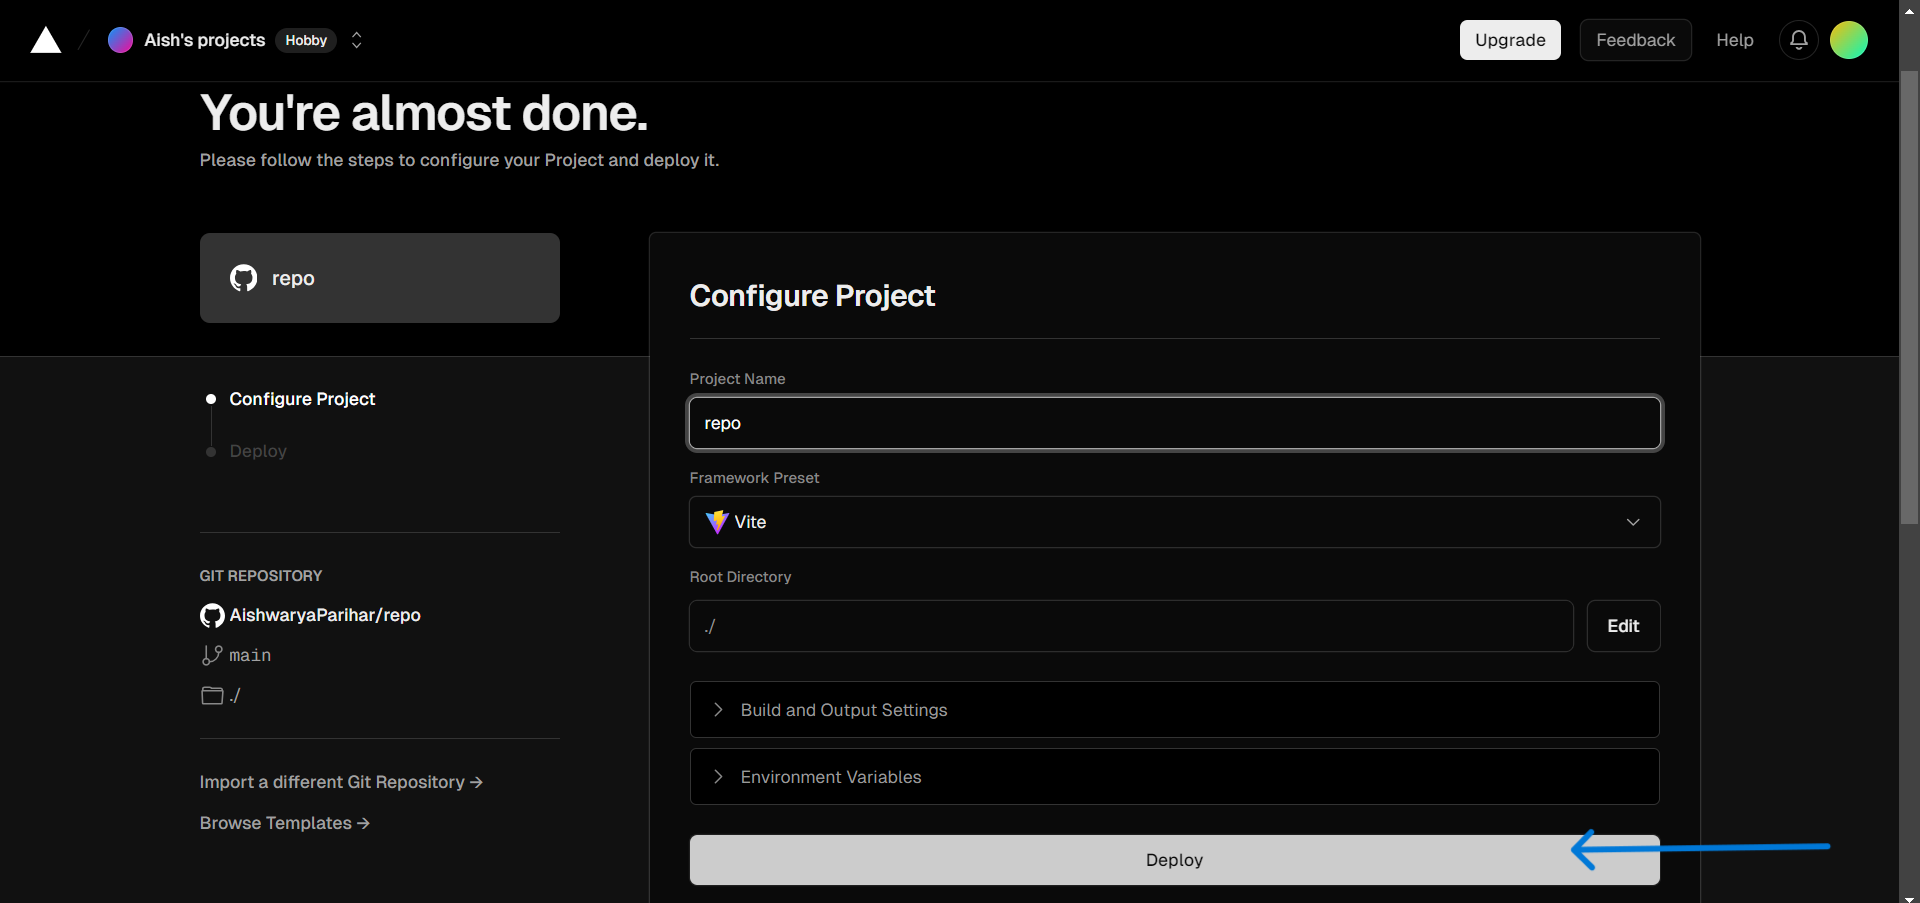 Aish's projects Hobby
Upgrade Feedback Help
You're almost done.
Please follow the steps to configure your Project and deploy it.
repo
Configure Project
Deploy
GIT REPOSITORY
AishwaryaParihar/repo
main
./
Import a different Git Repository →
Browse Templates →
Configure Project
Project Name
repo
Framework Preset
Vite
Root Directory
./
Edit
Build and Output Settings
Environment Variables
Deploy